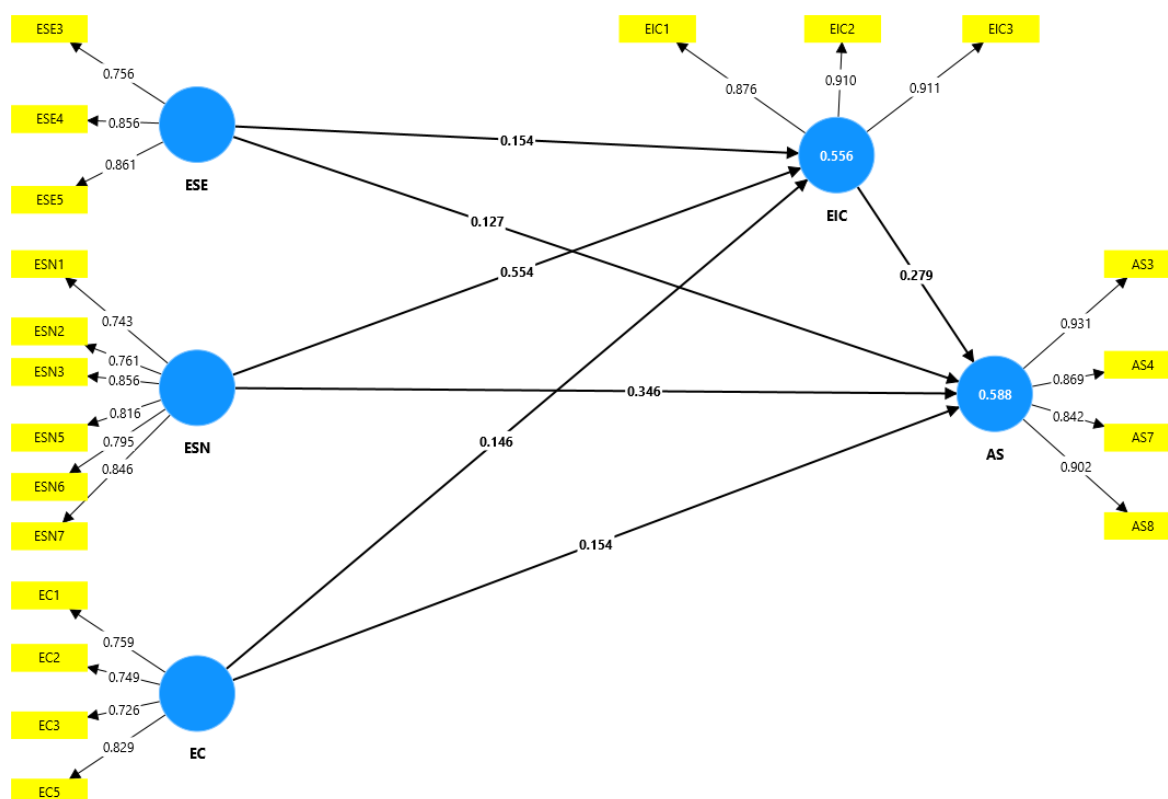 ESE3
EIC1
EIC2
EIC3
0.756
0.876
0.910
0.911
ESE4
0.856
0.861
ESE5
ESE
0.154
0.556
EIC
0.127
ESN1
0.743
ESN2
0.761
ESN3
0.856
0.816
ESN5
0.795
ESN6
0.846
ESN7
ESN
0.554
0.346
0.279
AS3
0.931
AS4
0.869
0.588
0.842
AS7
AS
0.902
AS8
0.146
0.154
EC1
0.759
EC2
0.749
EC3
0.726
0.829
EC5
EC